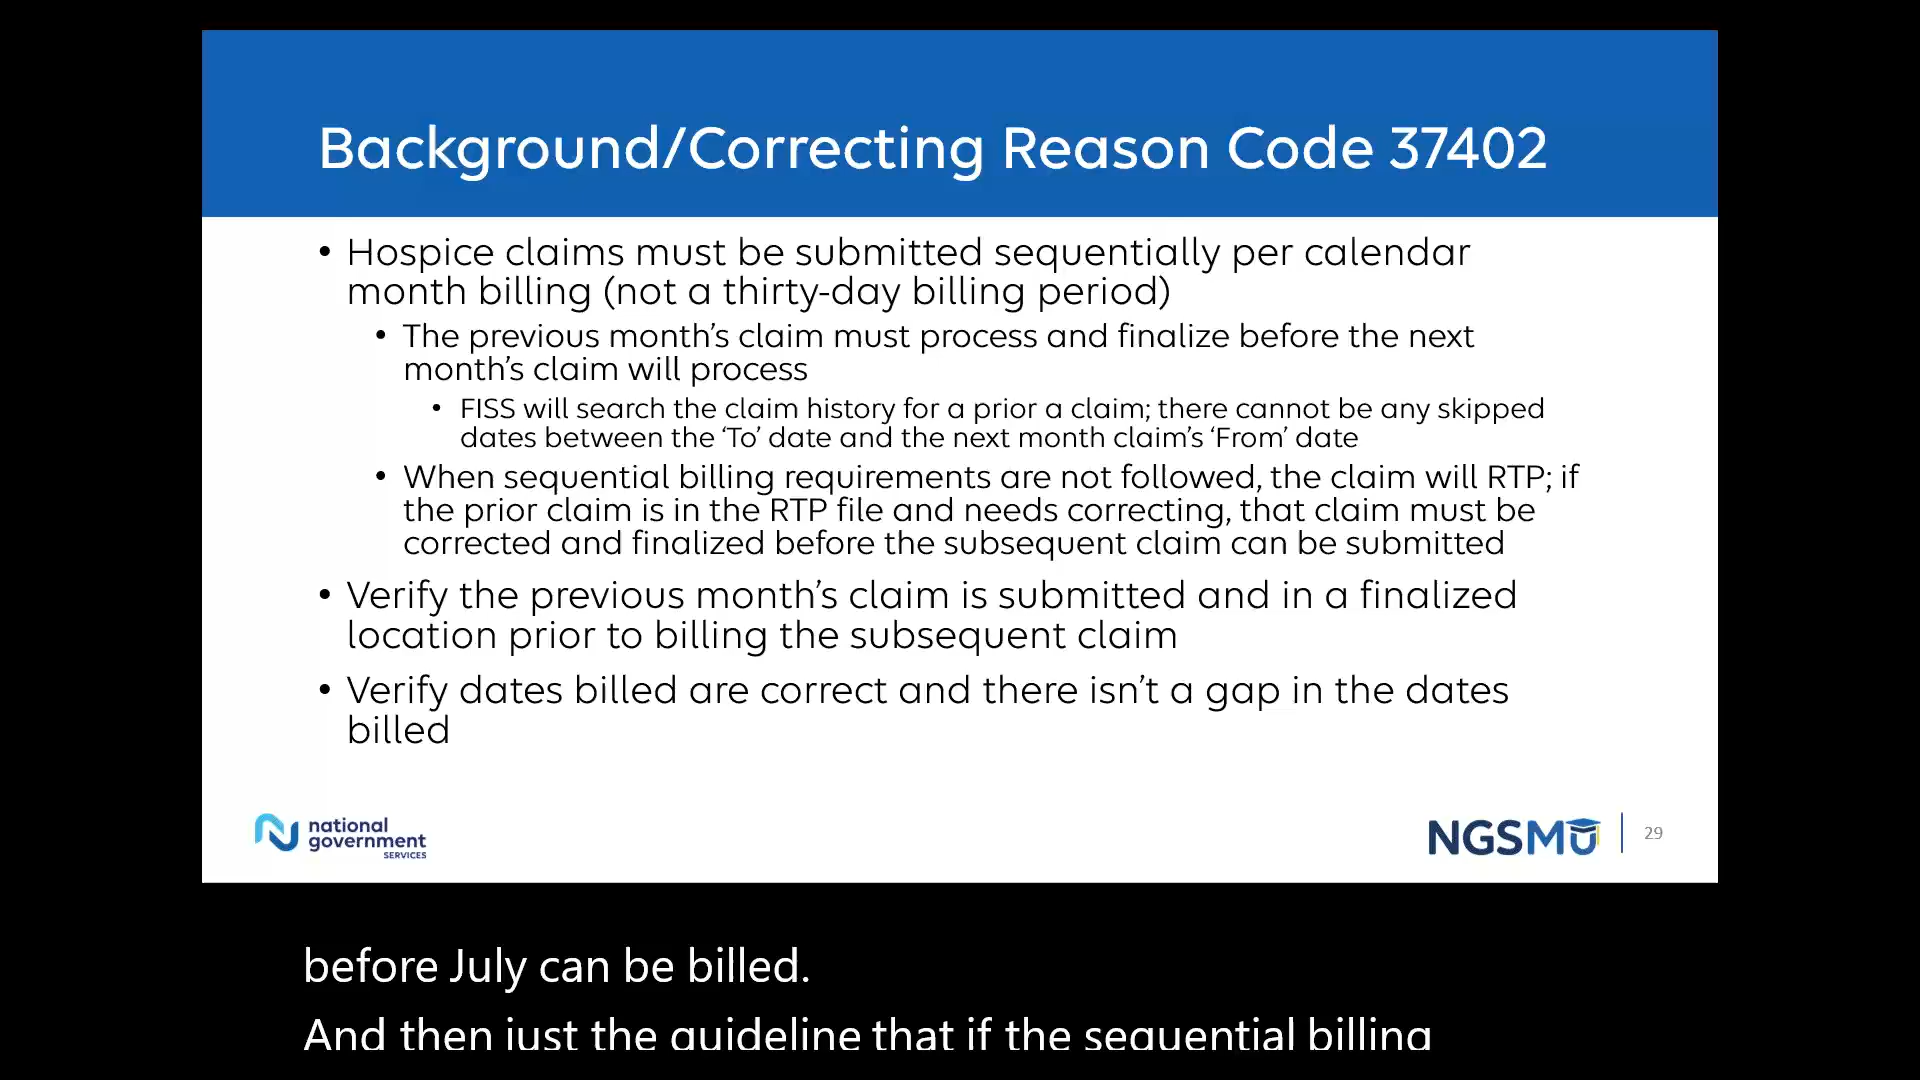 Background/Correcting Reason Code 37402
• Hospice claims must be submitted sequentially per calendar
month billing (not a thirty-day billing period)
• The previous month’s claim must process and finalize before the next
month’s claim will process
• FISS will search the claim history for a prior a claim; there cannot be any skipped
dates between the ‘To’ date and the next month claim’s ‘From’ date
• When sequential billing requirements are not followed, the claim will RTP; if
the prior claim is in the RTP file and needs correcting, that claim must be
corrected and finalized before the subsequent claim can be submitted
• Verify the previous month’s claim is submitted and in a finalized
location prior to billing the subsequent claim
• Verify dates billed are correct and there isn’t a gap in the dates
billed
national
government
SERVICES
NGSMU
29
before July can be billed.
And then just the guideline that if the sequential billing